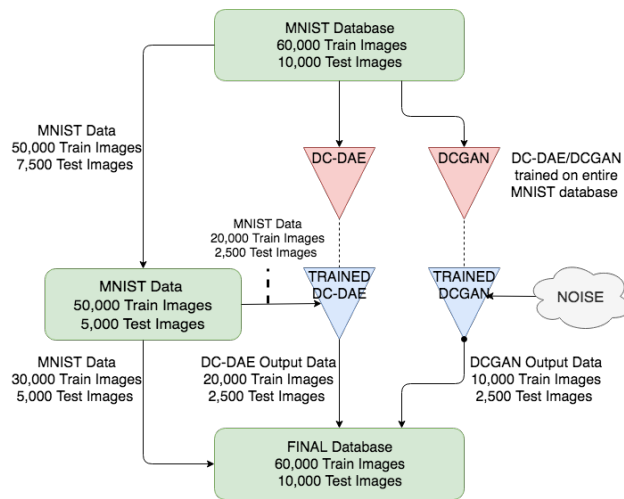 MNIST Database
60,000 Train Images
10,000 Test Images
MNIST Data
50,000 Train Images
7,500 Test Images
DC-DAE
DCGAN
DC-DAE/DCGAN
trained on entire
MNIST database
MNIST Data
20,000 Train Images
2,500 Test Images
MNIST Data
50,000 Train Images
5,000 Test Images
TRAINED
DC-DAE
TRAINED
DCGAN
NOISE
MNIST Data
30,000 Train Images
5,000 Test Images
DC-DAE Output Data
20,000 Train Images
2,500 Test Images
DCGAN Output Data
10,000 Train Images
2,500 Test Images
FINAL Database
60,000 Train Images
10,000 Test Images